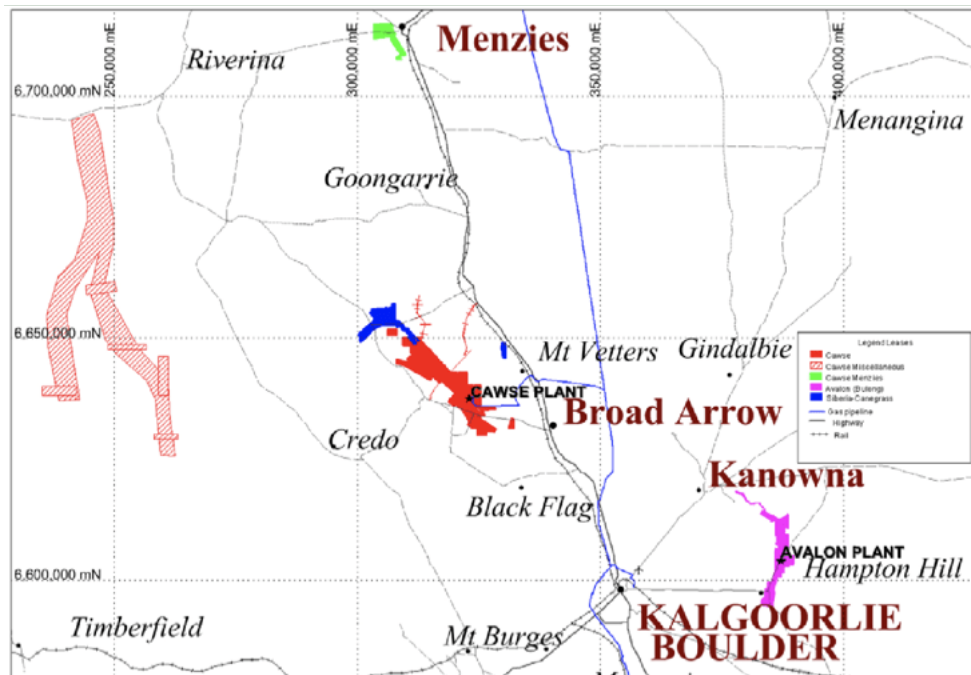 250,000 mE
300,000 mE
350,000 mE
400,000 mE
Menzies
Riverina
6,700,000 mN
Menangina
Goongarrie
6,650,000 mN
Mt Vetters
Gindalbie
Legend Leases
Cawse
Cawse Miscellaneous
Cawse Menzies
Avalon (Bulong)
Siberia-Canegrass
Gas pipeline
Highway
Rail
CAWSE PLANT
Broad Arrow
Credo
Kanowna
Black Flag
AVALON PLANT
Hampton Hill
6,600,000 mN
KALGOORLIE
BOULDER
Timberfield
Mt Burges